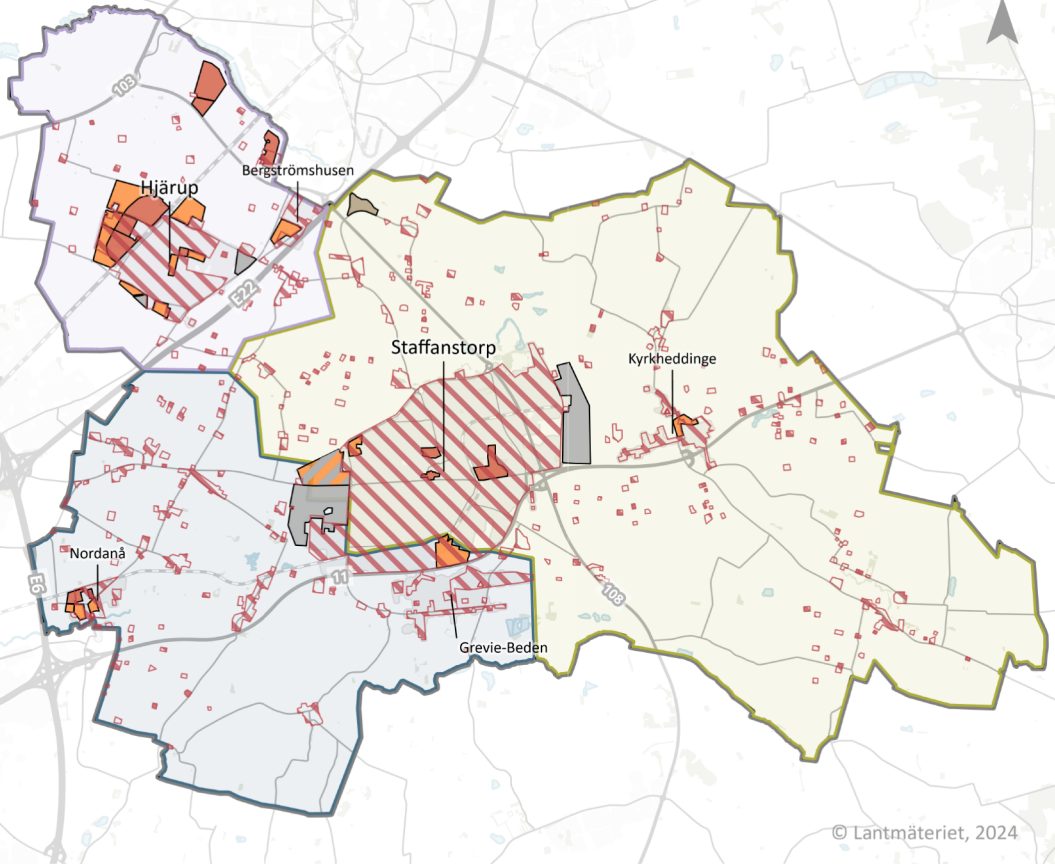 103
Bergströmshusen
Hjärup
E22
Staffanstorp
Kyrkheddinge
Nordanå
E6
11
108
Grevie-Beden
© Lantmäteriet, 2024